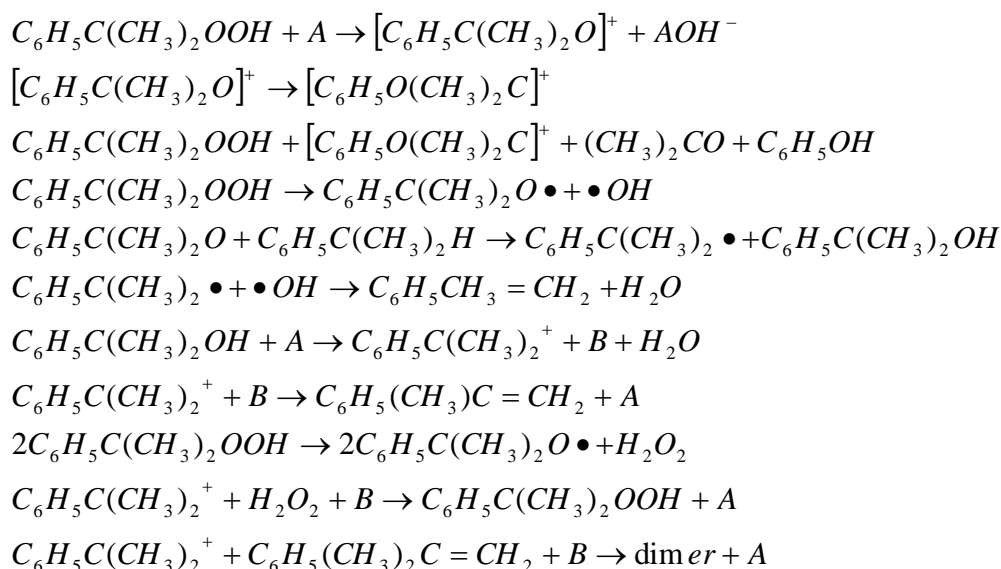 C₆H₅C(CH₃)₂OOH + A → [C₆H₅C(CH₃)₂O]⁺ + AOH⁻
[C₆H₅C(CH₃)₂O]⁺ → [C₆H₅O(CH₃)₂C]⁺
C₆H₅C(CH₃)₂OOH + [C₆H₅O(CH₃)₂C]⁺ + (CH₃)₂CO + C₆H₅OH
C₆H₅C(CH₃)₂OOH → C₆H₅C(CH₃)₂O • + • OH
C₆H₅C(CH₃)₂O + C₆H₅C(CH₃)₂H → C₆H₅C(CH₃)₂ • + C₆H₅C(CH₃)₂OH
C₆H₅C(CH₃)₂ • + • OH → C₆H₅CH₃ = CH₂ + H₂O
C₆H₅C(CH₃)₂OH + A → C₆H₅C(CH₃)₂⁺ + B + H₂O
C₆H₅C(CH₃)₂⁺ + B → C₆H₅(CH₃)C = CH₂ + A
2C₆H₅C(CH₃)₂OOH → 2C₆H₅C(CH₃)₂O • + H₂O₂
C₆H₅C(CH₃)₂⁺ + H₂O₂ + B → C₆H₅C(CH₃)₂OOH + A
C₆H₅C(CH₃)₂⁺ + C₆H₅(CH₃)₂C = CH₂ + B → dimer + A